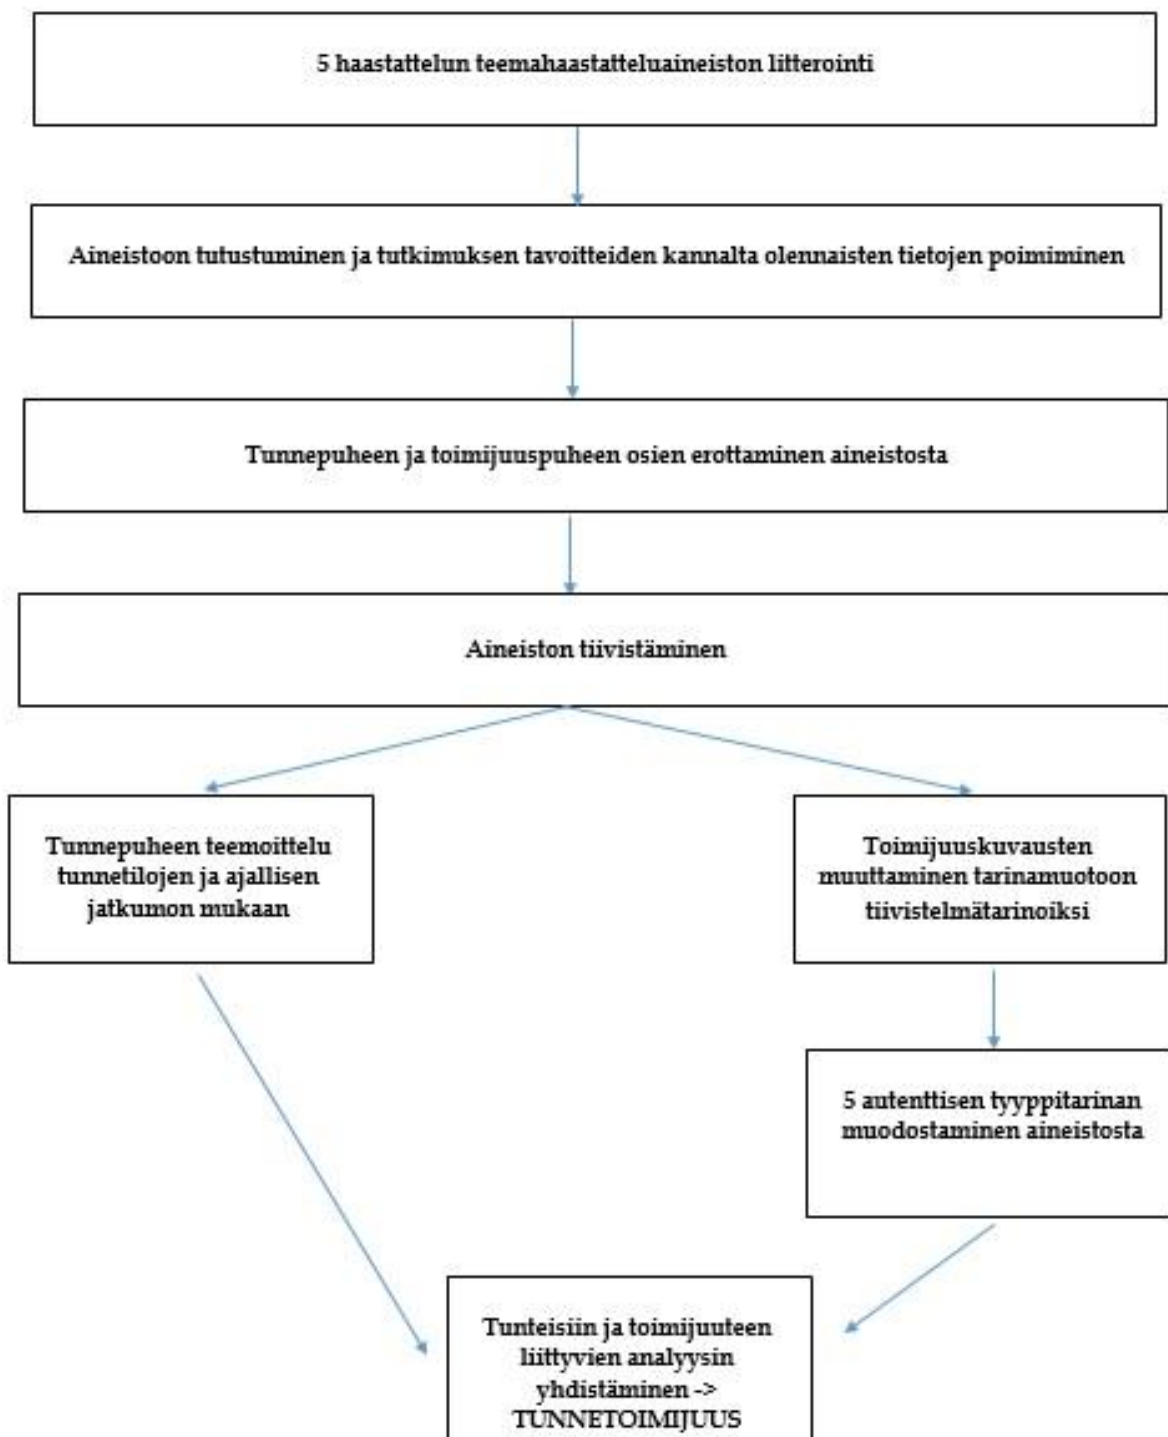 5 haastattelun teemahaastatteluaineiston litterointi
Aineistoon tutustuminen ja tutkimuksen tavoitteiden kannalta olennaisten tietojen poimiminen
Tunnepuheen ja toimijuuspuheen osien erottaminen aineistosta
Aineiston tiivistäminen
Tunnepuheen teemoittelu
tunnetilojen ja ajallisen
jatkumon mukaan
Toimijuuskuvausten
muuttaminen tarinamuotoon
tiivistelmätarinoiksi
5 autenttisen tyyppitarinan
muodostaminen aineistosta
Tunteisiin ja toimijuuteen
liittyvien analyysin
yhdistäminen ->
TUNNETOIMIJUUS